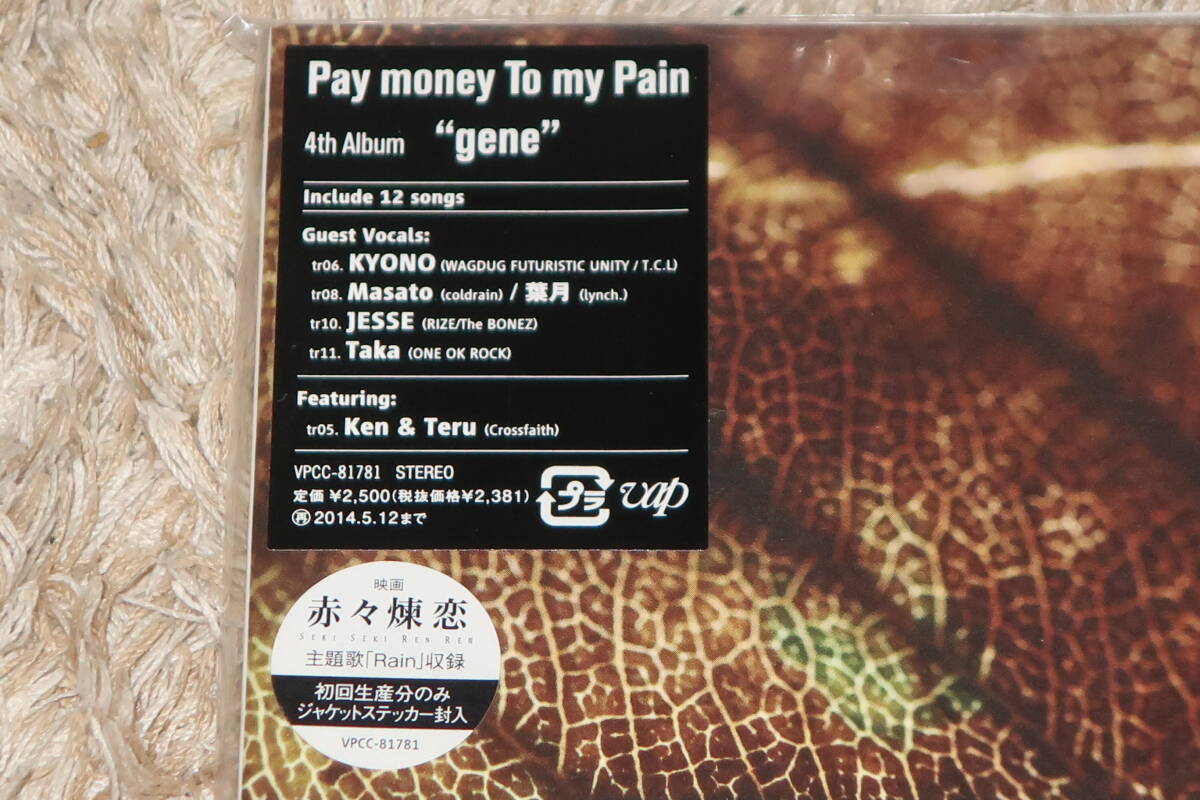 Pay money To my Pain
4th Album "gene"
Include 12 songs
Guest Vocals:
tr06. KYONO (WAGDUG FUTURISTIC UNITY / T.C.L)
tr08. Masato (coldrain) / 葉月 (lynch.)
tr10. JESSE (RIZE/The BONEZ)
tr11. Taka (ONE OK ROCK)
Featuring:
tr05. Ken & Teru (Crossfaith)
VPCC-81781 STEREO
定価 ¥2,500(税抜価格¥2,381)
再 2014.5.12まで
プラ
vap
映画
赤々煉恋
SEKI SEKI REN REN
主題歌「Rain」収録
初回生産分のみ
ジャケットステッカー封入
VPCC-81781